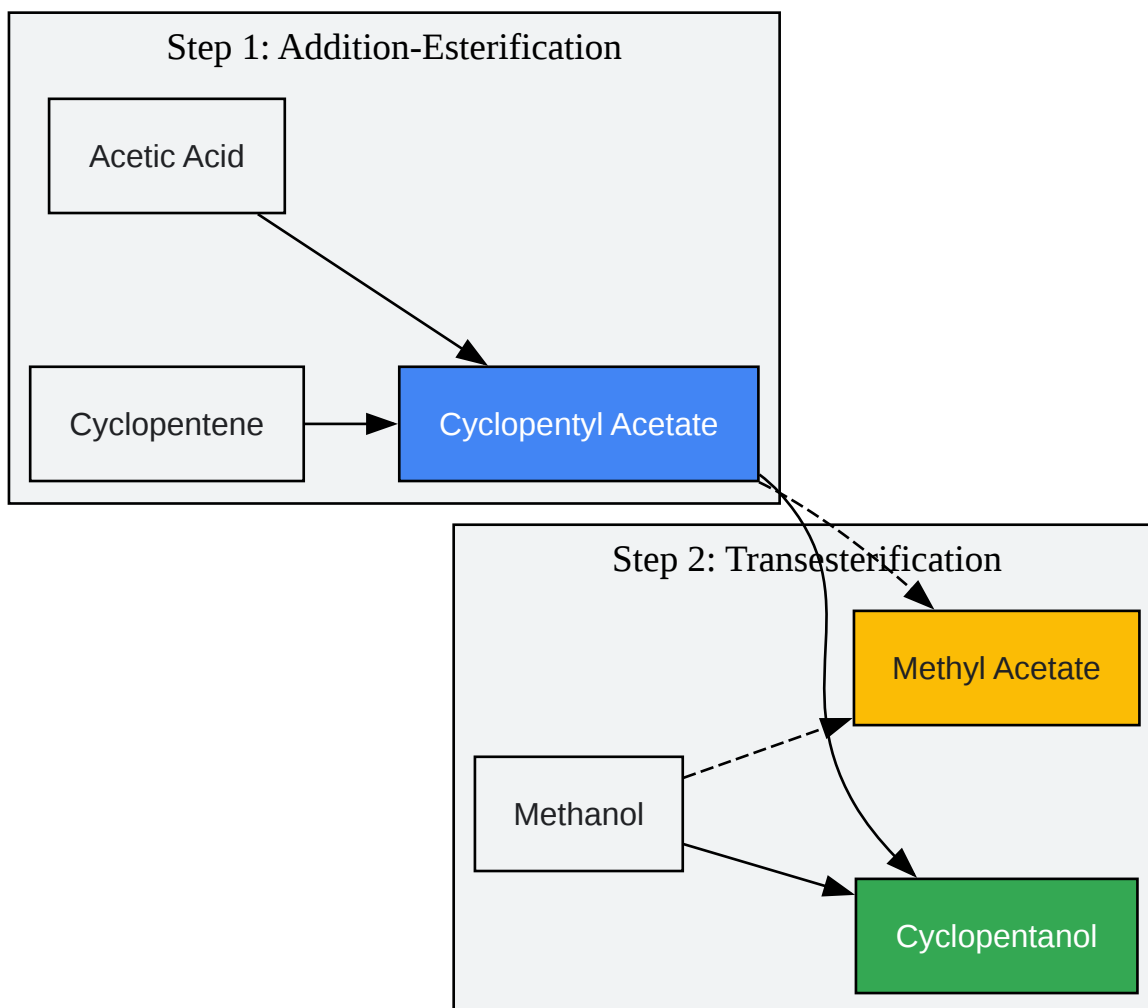 Step 1: Addition-Esterification
Acetic Acid
Cyclopentene
Cyclopentyl Acetate
Step 2: Transesterification
Methyl Acetate
Methanol
Cyclopentanol